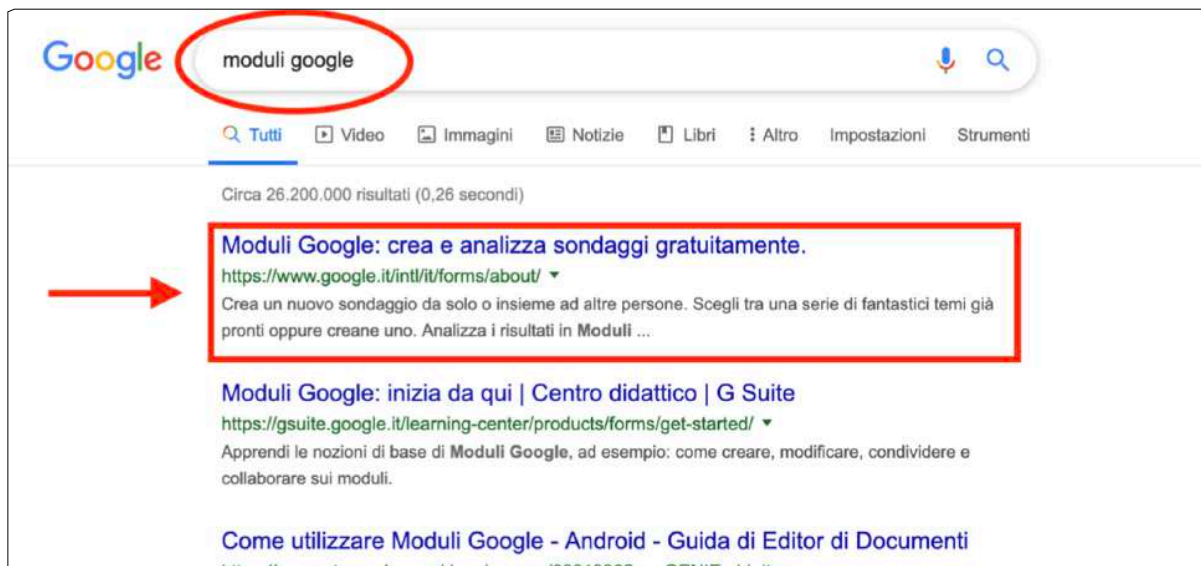 Google moduli google
Tutti Video Immagini Notizie Libri Altro Impostazioni Strumenti
Circa 26.200.000 risultati (0,26 secondi)
Moduli Google: crea e analizza sondaggi gratuitamente.
https://www.google.it/intl/it/forms/about/
Crea un nuovo sondaggio da solo o insieme ad altre persone. Scegli tra una serie di fantastici temi già
pronti oppure creane uno. Analizza i risultati in Moduli ...
Moduli Google: inizia da qui | Centro didattico | G Suite
https://gsuite.google.it/learning-center/products/forms/get-started/
Apprendi le nozioni di base di Moduli Google, ad esempio: come creare, modificare, condividere e
collaborare sui moduli.
Come utilizzare Moduli Google - Android - Guida di Editor di Documenti